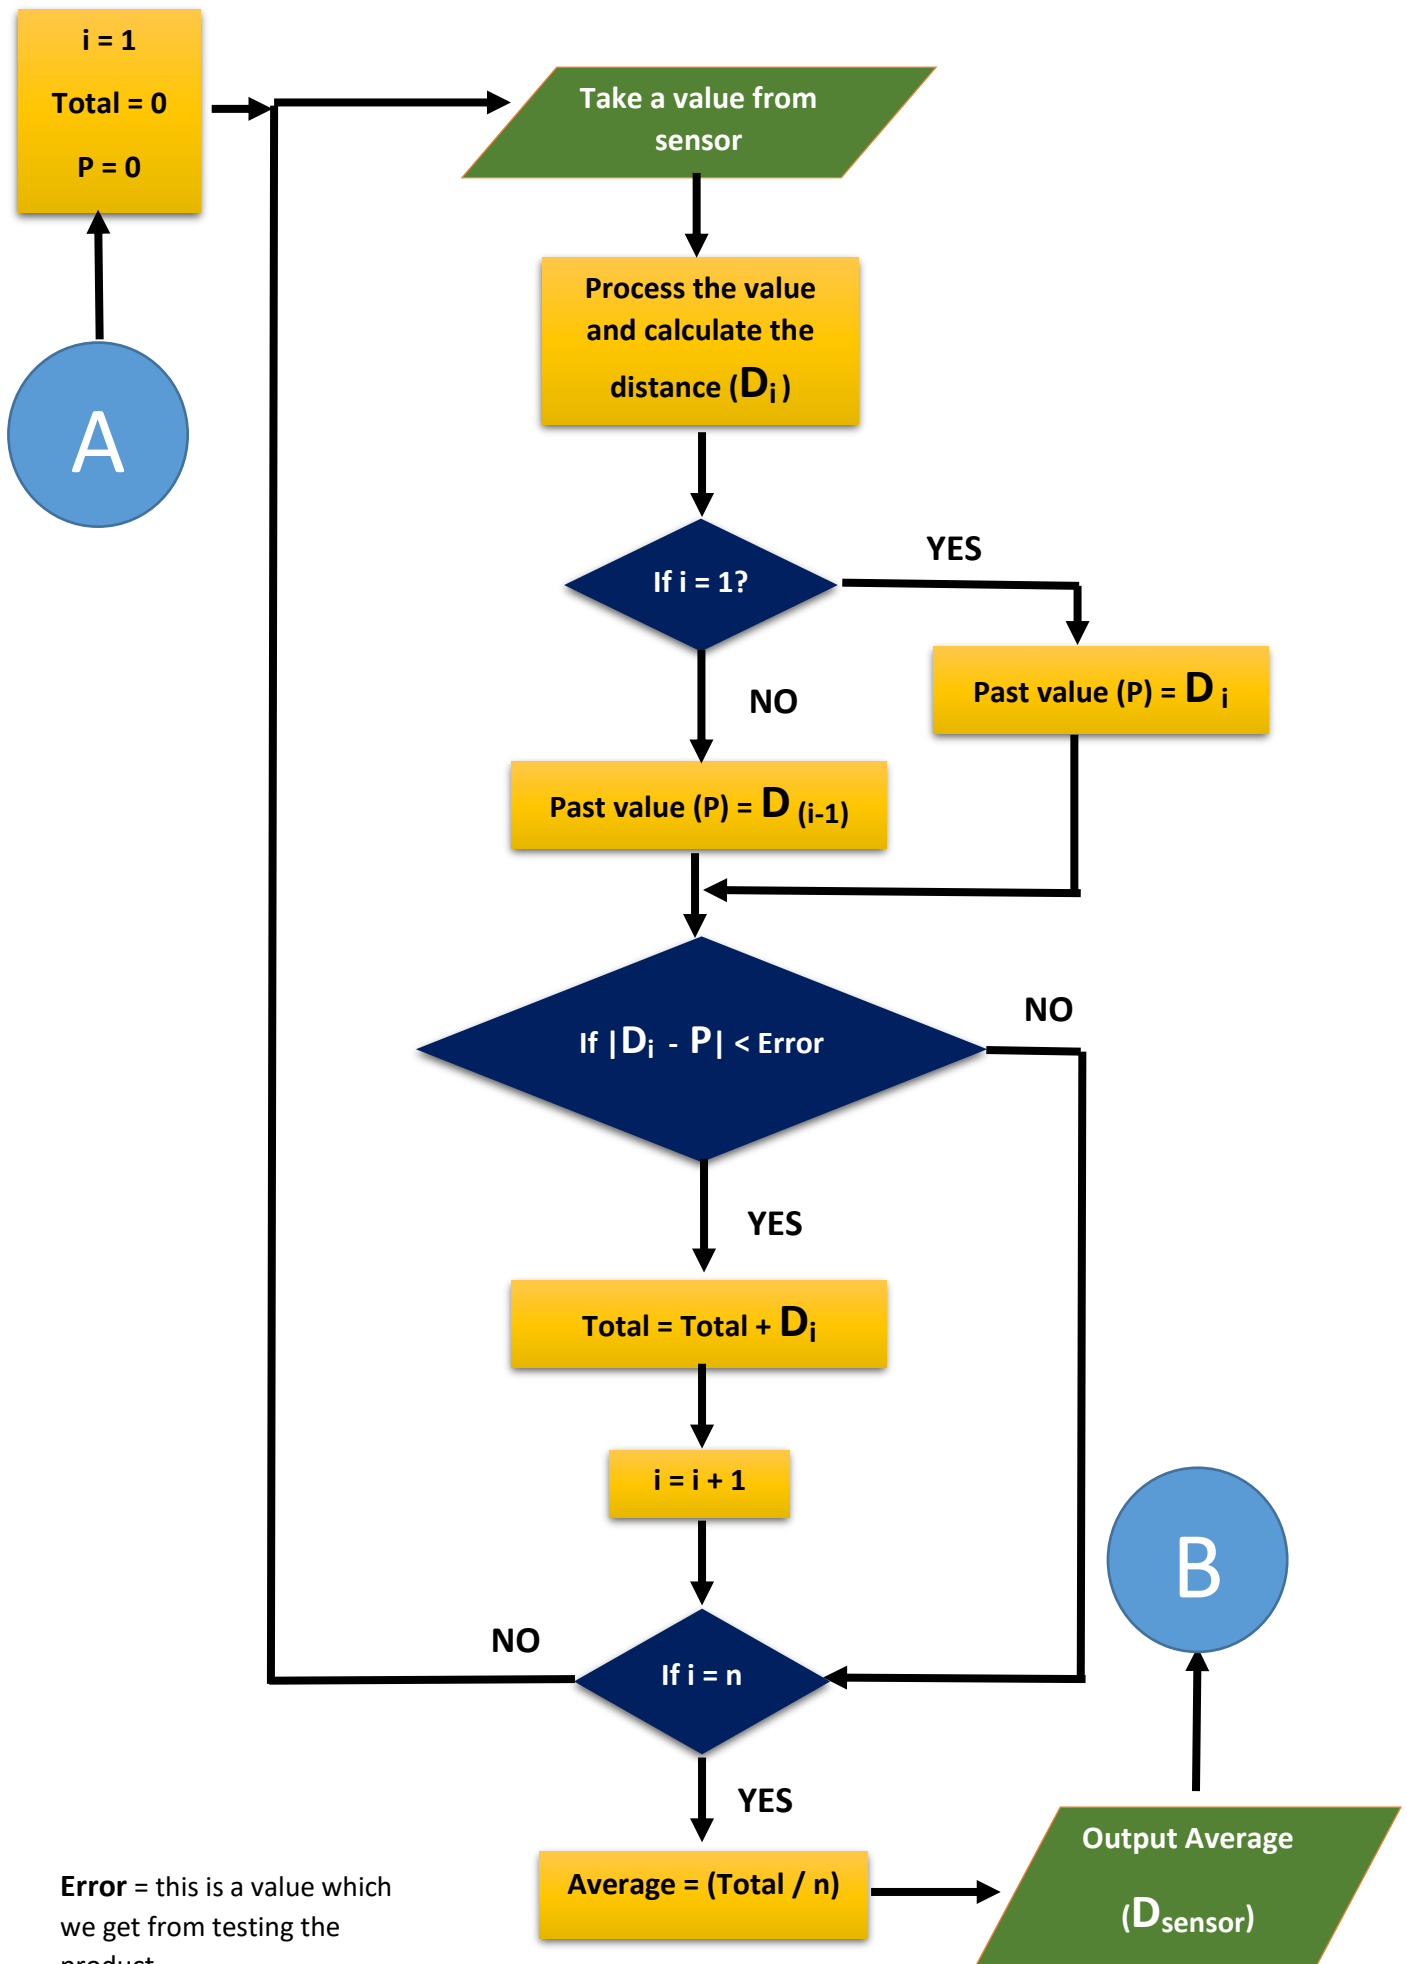 i = 1
Total = 0
P = 0
A
Take a value from
sensor
Process the value
and calculate the
distance (Di )
If i = 1?
YES
Past value (P) = D i
NO
Past value (P) = D (i-1)
If |Di - P| < Error
NO
YES
Total = Total + Di
i = i + 1
If i = n
NO
YES
Average = (Total / n)
Output Average
(Dsensor)
B
Error = this is a value which
we get from testing the
product